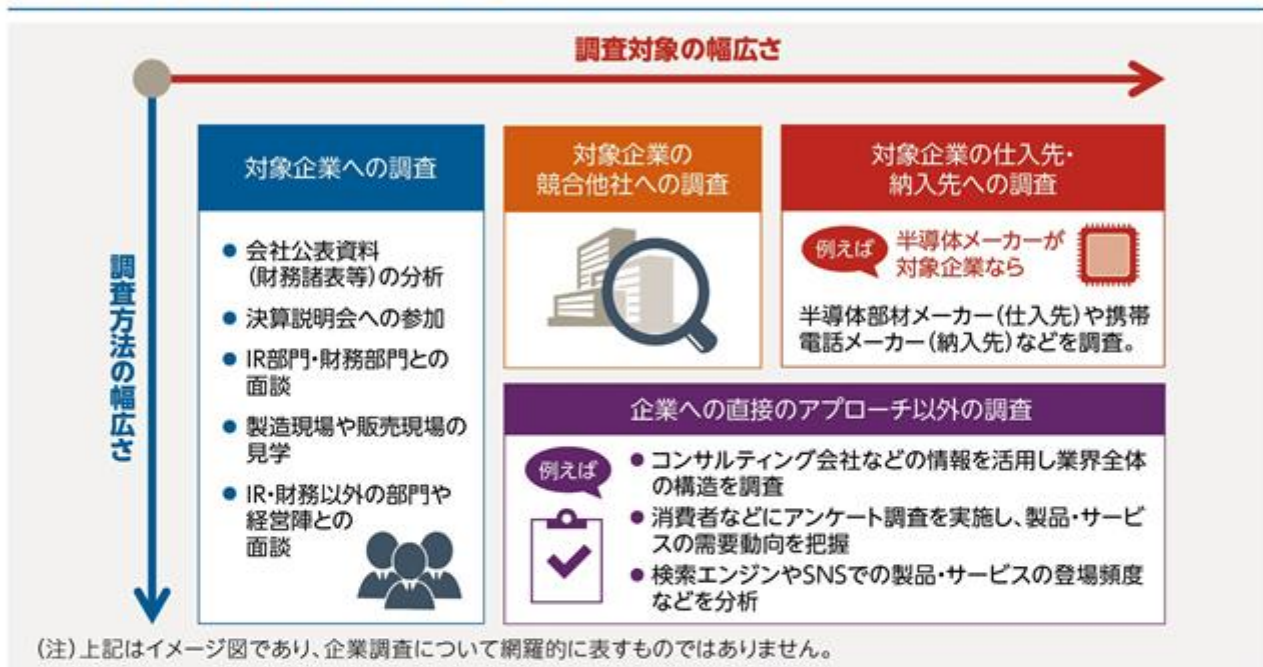 調査対象の幅広さ
調査方法の幅広さ
対象企業への調査
● 会社公表資料
(財務諸表等)の分析
● 決算説明会への参加
● IR部門・財務部門との
面談
● 製造現場や販売現場の
見学
● IR・財務以外の部門や
経営陣との
面談
対象企業の
競合他社への調査
対象企業の仕入先・
納入先への調査
例えば
半導体メーカーが
対象企業なら
半導体部材メーカー(仕入先)や携帯
電話メーカー(納入先)などを調査。
企業への直接のアプローチ以外の調査
例えば
● コンサルティング会社などの情報を活用し業界全体
の構造を調査
● 消費者などにアンケート調査を実施し、製品・サービ
スの需要動向を把握
● 検索エンジンやSNSでの製品・サービスの登場頻度
などを分析
(注)上記はイメージ図であり、企業調査について網羅的に表すものではありません。